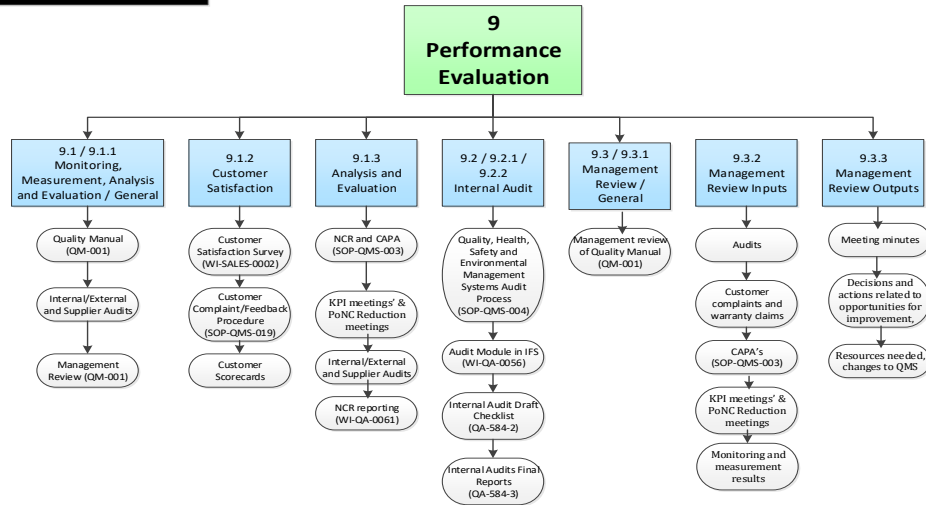 9
Performance
Evaluation
9.1 / 9.1.1
Monitoring,
Measurement, Analysis
and Evaluation / General
Quality Manual
(QM-001)
Internal/External
and Supplier Audits
Management
Review (QM-001)
9.1.2
Customer
Satisfaction
Customer
Satisfaction Survey
(WI-SALES-0002)
Customer
Complaint/Feedback
Procedure
(SOP-QMS-019)
Customer
Scorecards
9.1.3
Analysis and
Evaluation
NCR and CAPA
(SOP-QMS-003)
KPI meetings’ &
PoNC Reduction
meetings
Internal/External
and Supplier Audits
NCR reporting
(WI-QA-0061)
9.2 / 9.2.1 /
9.2.2
Internal Audit
Quality, Health,
Safety and
Environmental
Management
Systems Audit
Process
(SOP-QMS-004)
Audit Module in IFS
(WI-QA-0056)
Internal Audit Draft
Checklist
(QA-584-2)
Internal Audits Final
Reports
(QA-584-3)
9.3 / 9.3.1
Management
Review /
General
Management review
of Quality Manual
(QM-001)
9.3.2
Management
Review Inputs
Audits
Customer
complaints and
warranty claims
CAPA’s
(SOP-QMS-003)
KPI meetings’ &
PoNC Reduction
meetings
Monitoring and
measurement
results
9.3.3
Management
Review Outputs
Meeting minutes
Decisions and
actions related to
opportunities for
improvement,
Resources needed,
changes to QMS